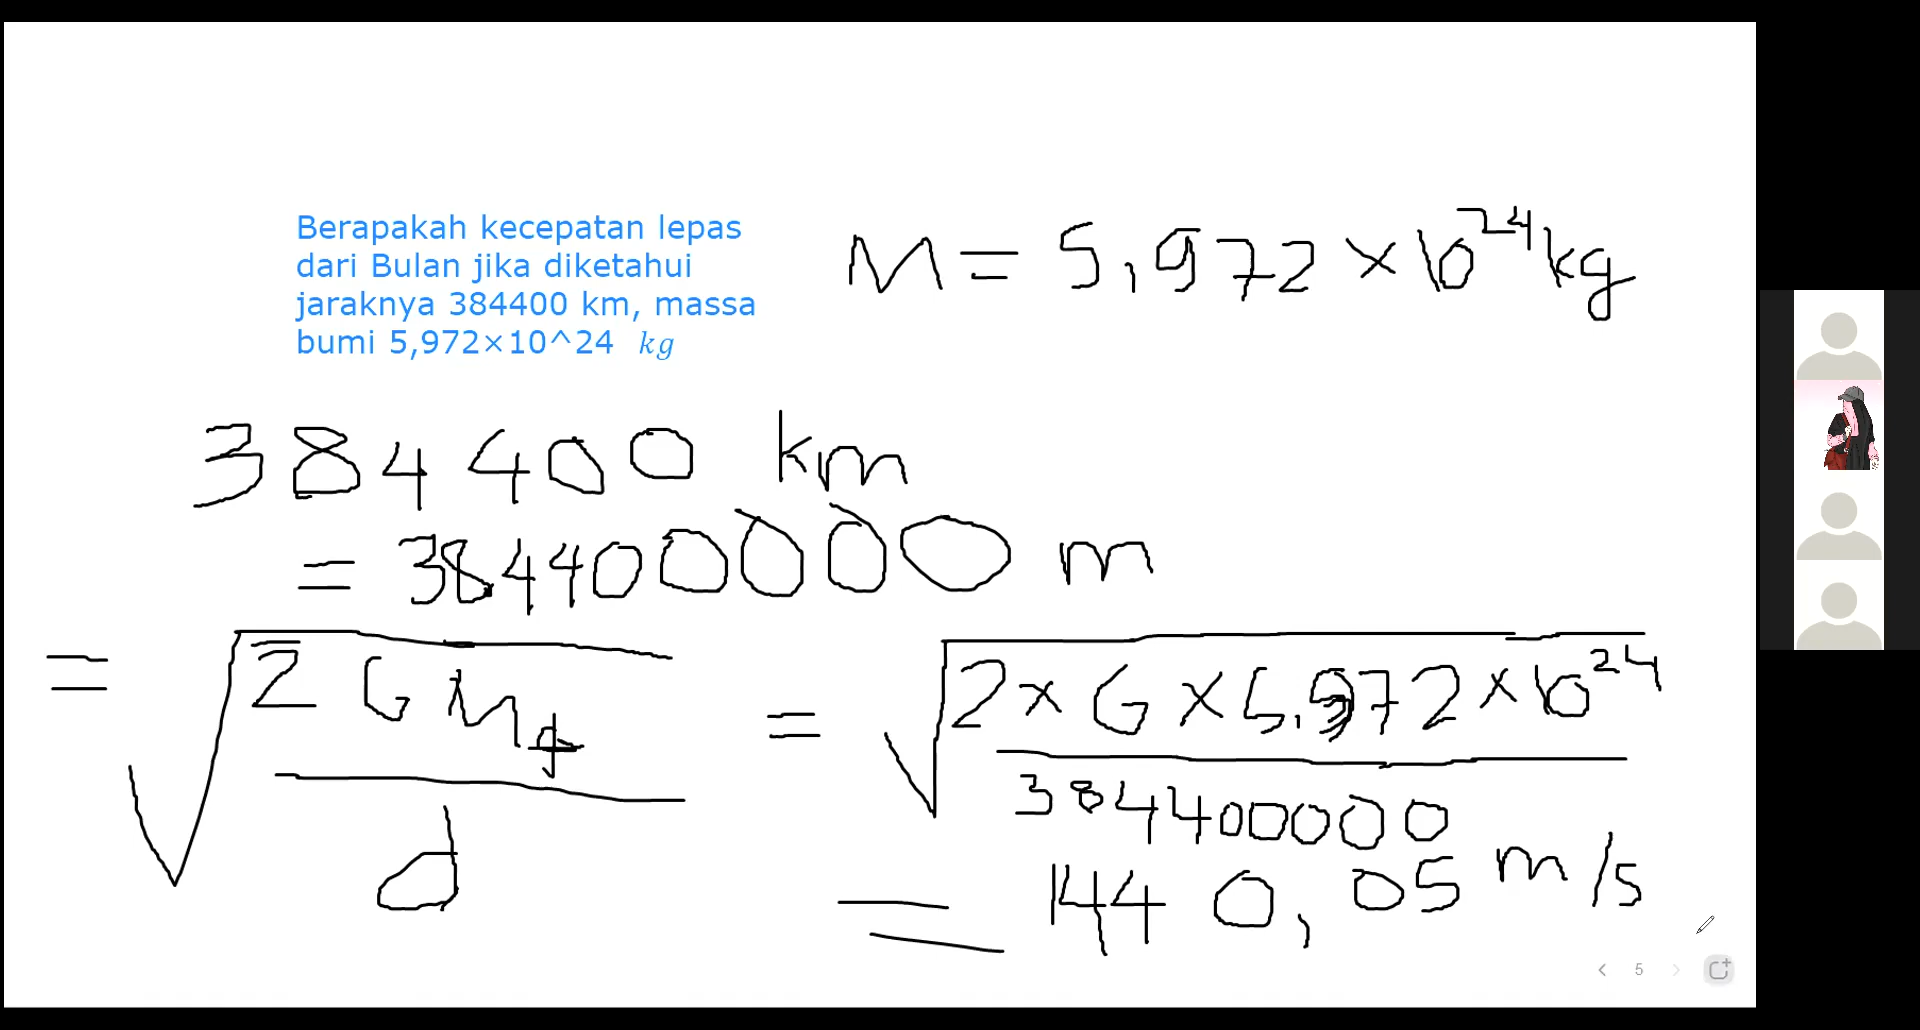 Berapakah kecepatan lepas
dari Bulan jika diketahui
jaraknya 384400 km, massa
bumi 5,972×10^24 kg
M = 5,972 × 10^24 kg
384400 km
= 384400000 m
= √(2GM♁/d) = √(2 × G × 5,972 × 10^24 / 384400000)
= 1440,05 m/s
5